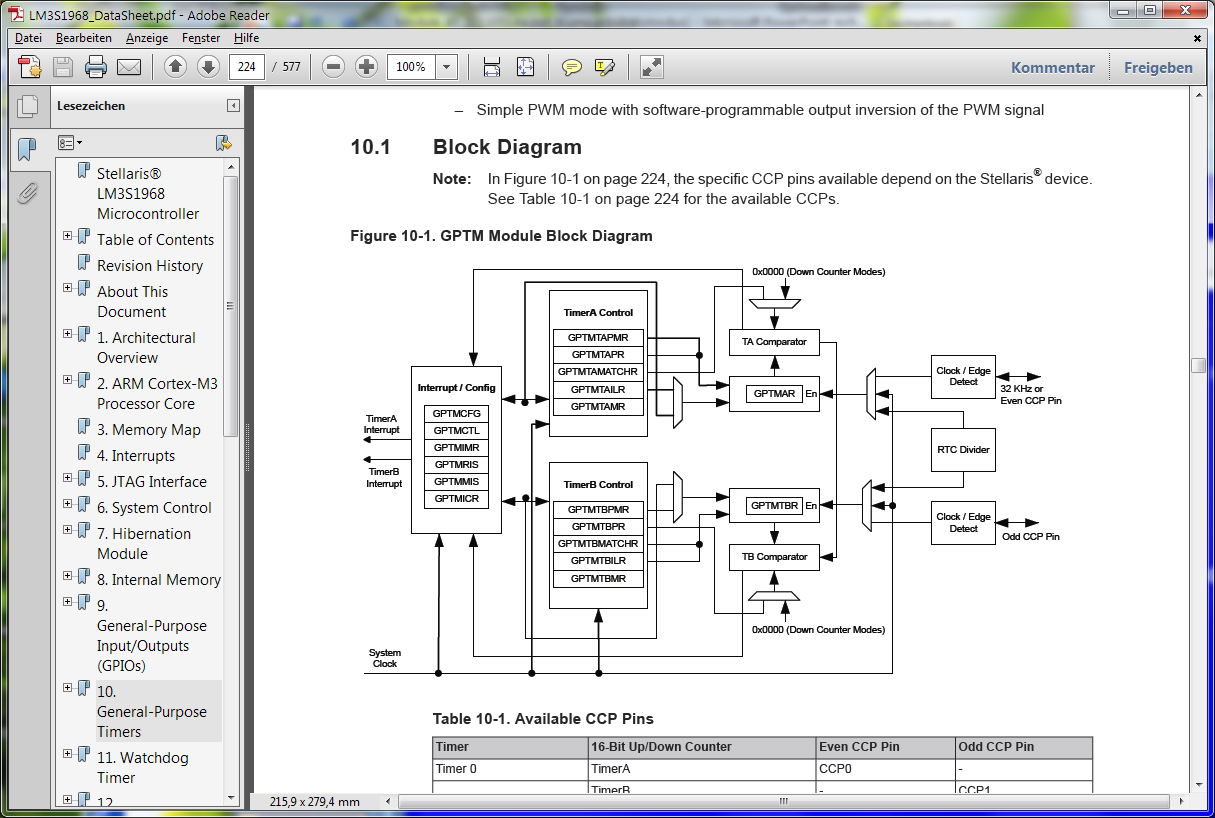 LM3S1968_DataSheet.pdf - Adobe Reader
Datei Bearbeiten Anzeige Fenster Hilfe
224 / 577 100% Kommentar Freigeben
Lesezeichen
Stellaris®
LM3S1968
Microcontroller
Table of Contents
Revision History
About This
Document
1. Architectural
Overview
2. ARM Cortex-M3
Processor Core
3. Memory Map
4. Interrupts
5. JTAG Interface
6. System Control
7. Hibernation
Module
8. Internal Memory
9.
General-Purpose
Input/Outputs
(GPIOs)
10.
General-Purpose
Timers
11. Watchdog
Timer
12.
– Simple PWM mode with software-programmable output inversion of the PWM signal
10.1 Block Diagram
Note: In Figure 10-1 on page 224, the specific CCP pins available depend on the Stellaris® device.
See Table 10-1 on page 224 for the available CCPs.
Figure 10-1. GPTM Module Block Diagram
0x0000 (Down Counter Modes)
TimerA Control
GPTMTAPMR
GPTMTAPR
GPTMTAMATCHR
GPTMTAILR
GPTMTAMR
TA Comparator
GPTMAR En
Clock / Edge
Detect
32 KHz or
Even CCP Pin
Interrupt / Config
GPTMCFG
GPTMCTL
GPTMIMR
GPTMRIS
GPTMMIS
GPTMICR
TimerA
Interrupt
TimerB
Interrupt
RTC Divider
TimerB Control
GPTMTBPMR
GPTMTBPR
GPTMTBMATCHR
GPTMTBILR
GPTMTBMR
GPTMTBR En
TB Comparator
Clock / Edge
Detect
Odd CCP Pin
0x0000 (Down Counter Modes)
System
Clock
Table 10-1. Available CCP Pins
Timer 16-Bit Up/Down Counter Even CCP Pin Odd CCP Pin
Timer 0 TimerA CCP0 -
TimerB - CCP1
215,9 x 279,4 mm